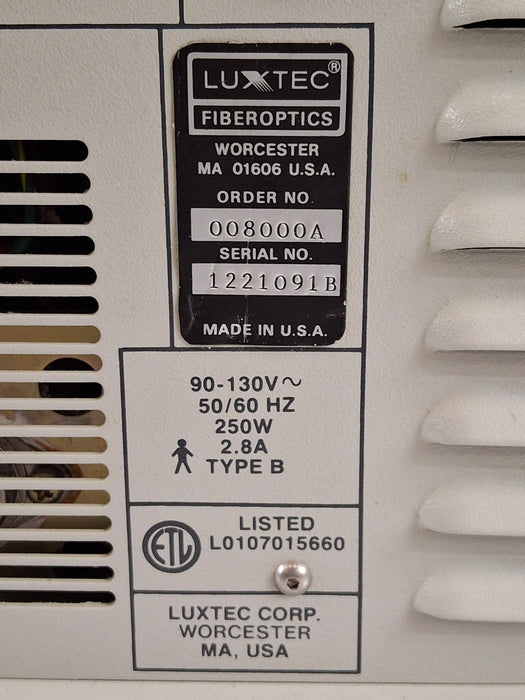 LUXTEC®
FIBEROPTICS
WORCESTER
MA 01606 U.S.A.
ORDER NO.
008000A
SERIAL NO.
1221091B
MADE IN U.S.A.
90-130V~
50/60 HZ
250W
2.8A
TYPE B
ETL
LISTED
L0107015660
LUXTEC CORP.
WORCESTER
MA, USA